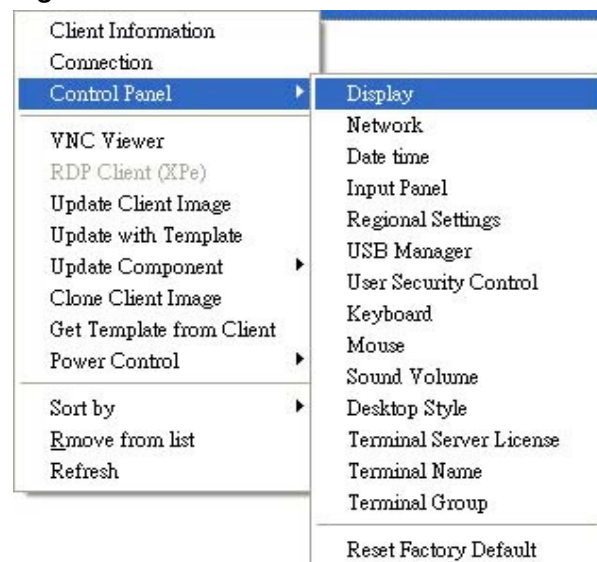 Client Information
Connection
Control Panel
VNC Viewer
RDP Client (XPe)
Update Client Image
Update with Template
Update Component
Clone Client Image
Get Template from Client
Power Control
Sort by
Rmove from list
Refresh
Display
Network
Date time
Input Panel
Regional Settings
USB Manager
User Security Control
Keyboard
Mouse
Sound Volume
Desktop Style
Terminal Server License
Terminal Name
Terminal Group
Reset Factory Default